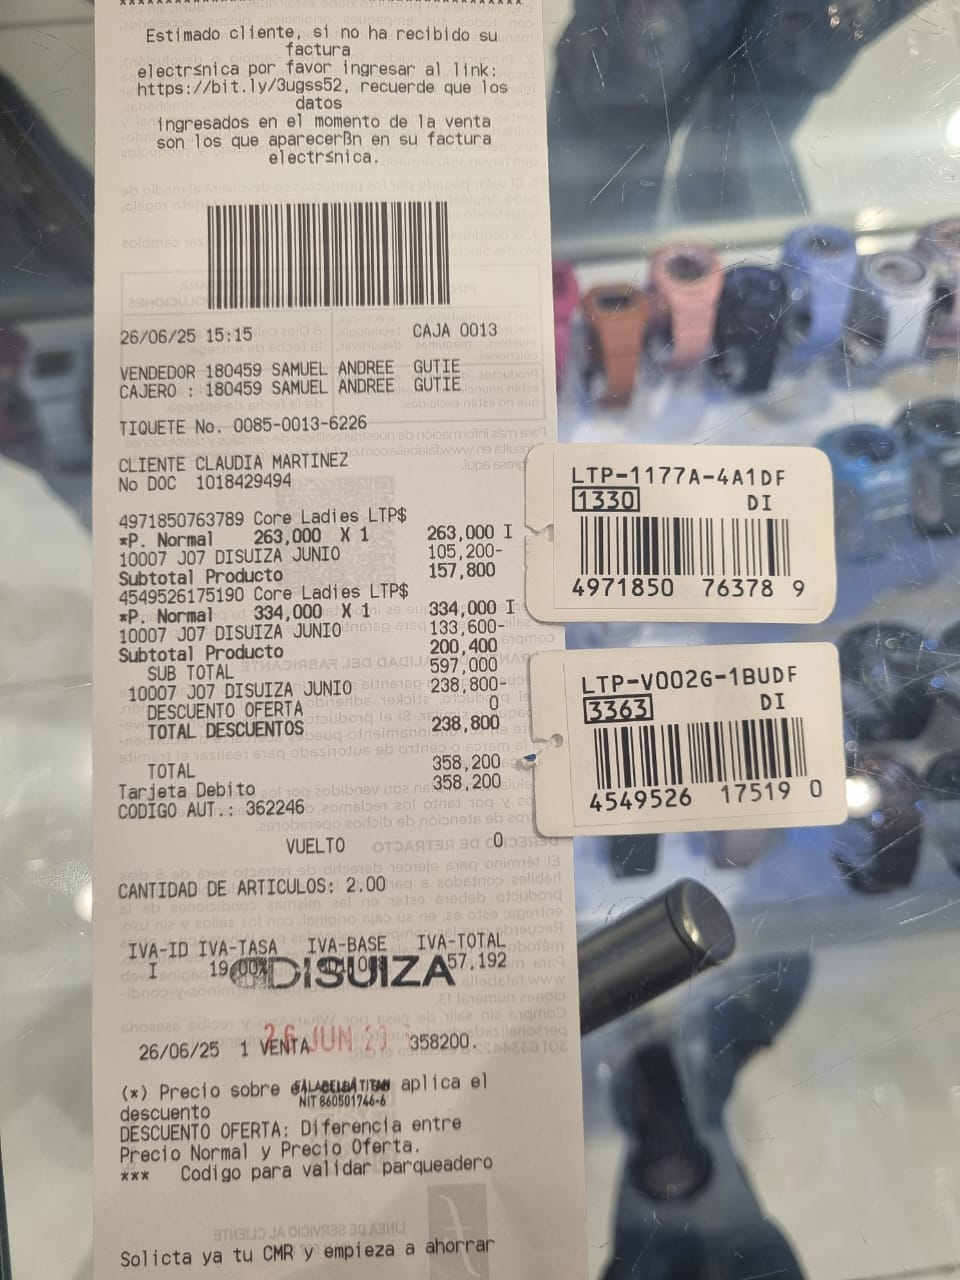 Estimado cliente, si no ha recibido su
factura
electrśnica por favor ingresar al link:
https://bit.ly/3ugss52, recuerde que los
datos
ingresados en el momento de la venta
son los que aparecerßn en su factura
electrśnica.
26/06/25 15:15 CAJA 0013
VENDEDOR 180459 SAMUEL ANDREE GUTIE
CAJERO : 180459 SAMUEL ANDREE GUTIE
TIQUETE No. 0085-0013-6226
CLIENTE CLAUDIA MARTINEZ
No DOC 1018429494
4971850763789 Core Ladies LTP$
*P. Normal 263,000 X 1 263,000 I
10007 J07 DISUIZA JUNIO 105,200-
Subtotal Producto 157,800
4549526175190 Core Ladies LTP$
*P. Normal 334,000 X 1 334,000 I
10007 J07 DISUIZA JUNIO 133,600-
Subtotal Producto 200,400
SUB TOTAL 597,000
10007 J07 DISUIZA JUNIO 238,800-
DESCUENTO OFERTA 0
TOTAL DESCUENTOS 238,800
TOTAL 358,200
Tarjeta Debito 358,200
CODIGO AUT.: 362246
VUELTO 0
CANTIDAD DE ARTICULOS: 2.00
IVA-ID IVA-TASA IVA-BASE IVA-TOTAL
I 19.00% 57,192
DISUIZA
26 JUN
26/06/25 1 VENTA 358200.
(*) Precio sobre aplica el
FALABELLA TITAN
NIT 860501746-6
descuento
DESCUENTO OFERTA: Diferencia entre
Precio Normal y Precio Oferta.
*** Codigo para validar parqueadero
Solicta ya tu CMR y empieza a ahorrar
LTP-1177A-4A1DF
1330 DI
4971850 76378 9
LTP-V002G-1BUDF
3363 DI
4549526 17519 0